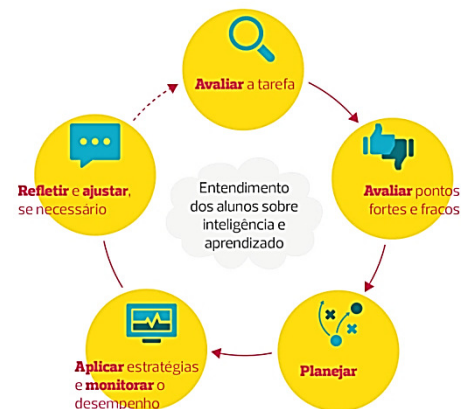 Avaliar a tarefa
Avaliar pontos
fortes e fracos
Planejar
Aplicar estratégias
e monitorar o
desempenho
Refletir e ajustar,
se necessário
Entendimento
dos alunos sobre
inteligência e
aprendizado